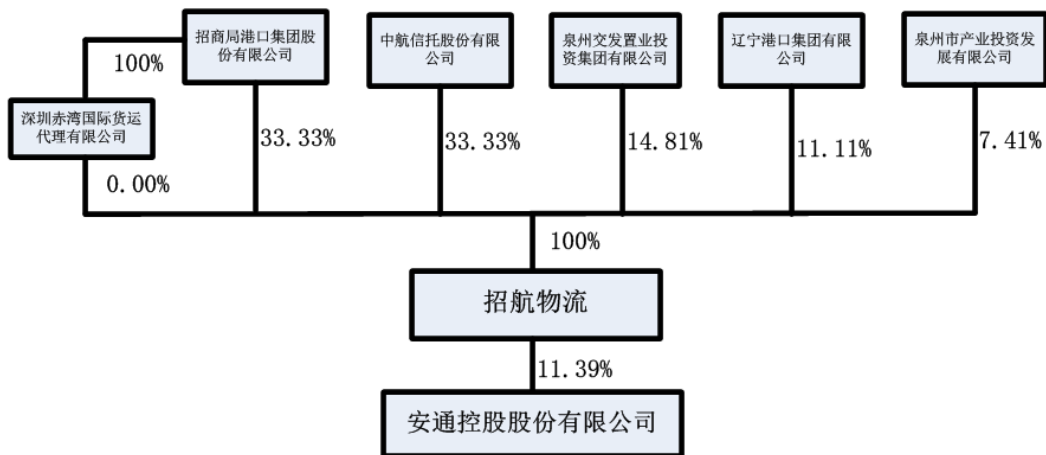 招商局港口集团股
份有限公司
中航信托股份有限
公司
泉州交发置业投
资集团有限公司
辽宁港口集团有限
公司
泉州市产业投资发
展有限公司
100%
深圳赤湾国际货运
代理有限公司
33.33%
33.33%
14.81%
11.11%
7.41%
0.00%
100%
招航物流
11.39%
安通控股股份有限公司